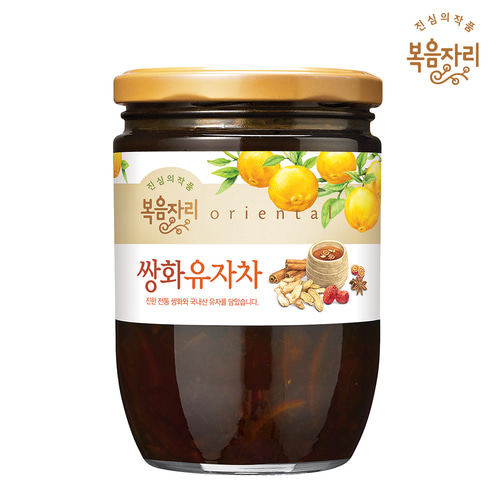 진심의작품
복음자리
진심의작품
복음자리 oriental
쌍화유자차
진한 전통 쌍화와 국내산 유자를 담았습니다.